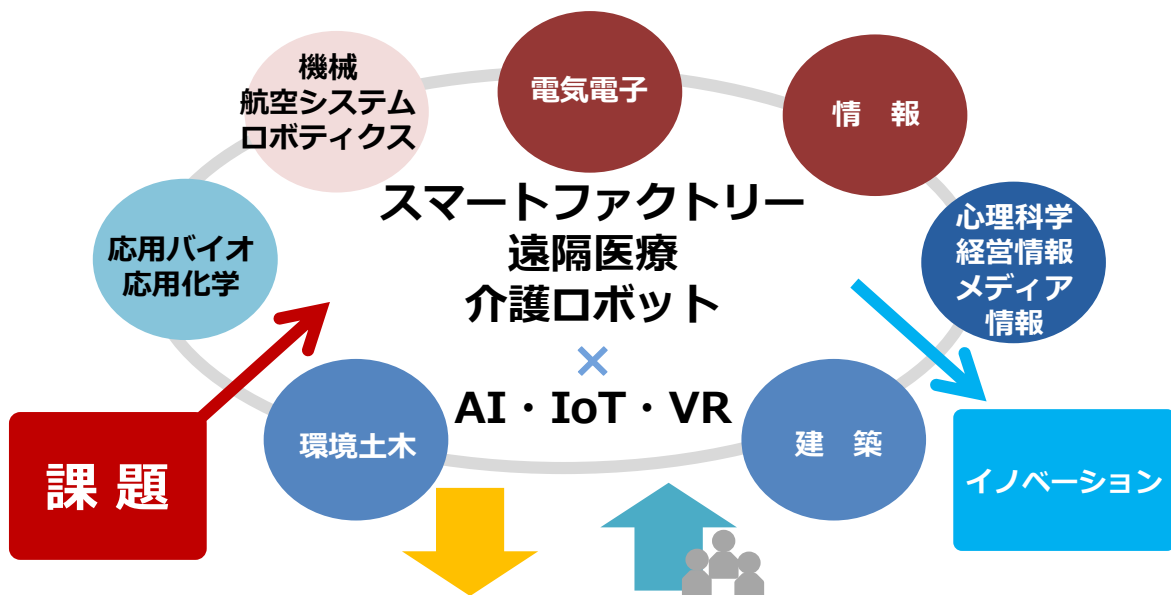 機械
航空システム
ロボティクス
電気電子
情　報
応用バイオ
応用化学
スマートファクトリー
遠隔医療
介護ロボット
×
AI・IoT・VR
心理科学
経営情報
メディア
情報
環境土木
建　築
課 題
イノベーション